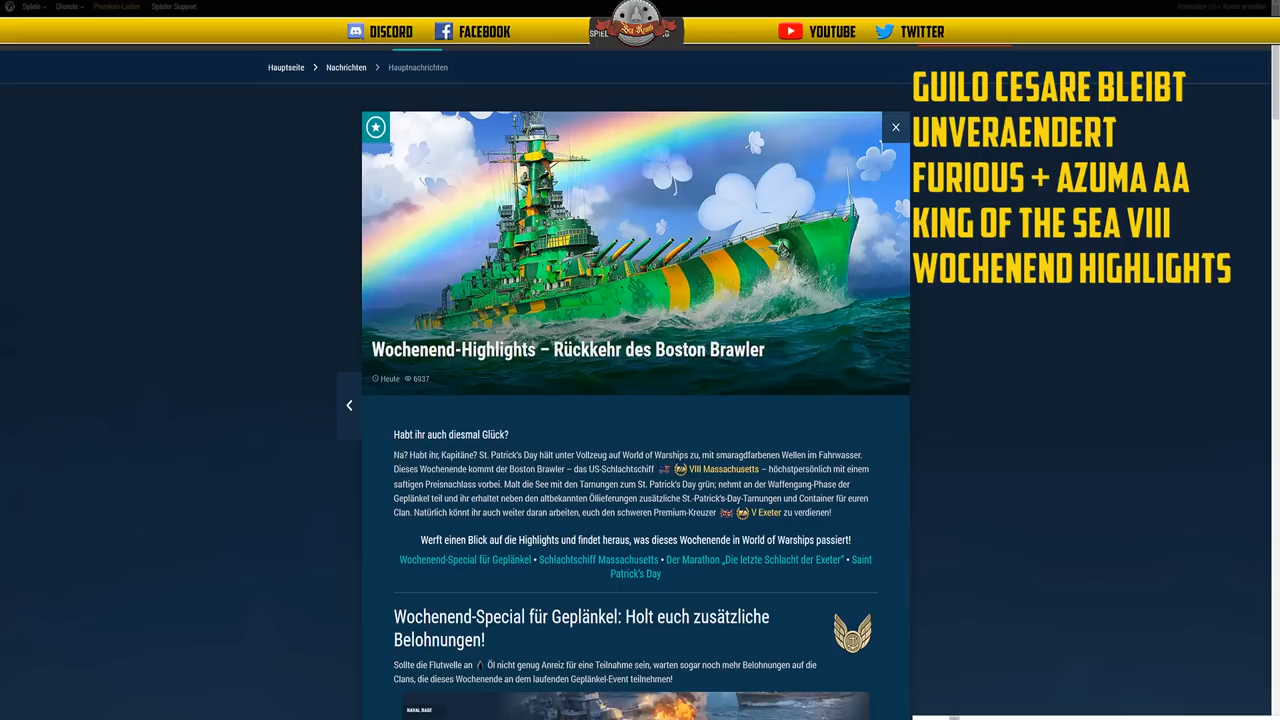 Spiele Dienste Premium-Laden Spieler Support
Anmelden oder Konto erstellen
DISCORD FACEBOOK Sea Rants YOUTUBE TWITTER
Hauptseite Nachrichten Hauptnachrichten
GUILO CESARE BLEIBT
UNVERAENDERT
FURIOUS + AZUMA AA
KING OF THE SEA VIII
WOCHENEND HIGHLIGHTS
Wochenend-Highlights – Rückkehr des Boston Brawler
Heute 6937
Habt ihr auch diesmal Glück?
Na? Habt ihr, Kapitäne? St. Patrick's Day hält unter Vollzeug auf World of Warships zu, mit smaragdfarbenen Wellen im Fahrwasser.
Dieses Wochenende kommt der Boston Brawler – das US-Schlachtschiff VIII Massachusetts – höchstpersönlich mit einem
saftigen Preisnachlass vorbei. Malt die See mit den Tarnungen zum St. Patrick's Day grün; nehmt an der Waffengang-Phase der
Geplänkel teil und ihr erhaltet neben den altbekannten Öllieferungen zusätzliche St.-Patrick's-Day-Tarnungen und Container für euren
Clan. Natürlich könnt ihr auch weiter daran arbeiten, euch den schweren Premium-Kreuzer V Exeter zu verdienen!
Werft einen Blick auf die Highlights und findet heraus, was dieses Wochenende in World of Warships passiert!
Wochenend-Special für Geplänkel • Schlachtschiff Massachusetts • Der Marathon „Die letzte Schlacht der Exeter“ • Saint
Patrick's Day
Wochenend-Special für Geplänkel: Holt euch zusätzliche
Belohnungen!
Sollte die Flutwelle an Öl nicht genug Anreiz für eine Teilnahme sein, warten sogar noch mehr Belohnungen auf die
Clans, die dieses Wochenende an dem laufenden Geplänkel-Event teilnehmen!
NAVAL BASE